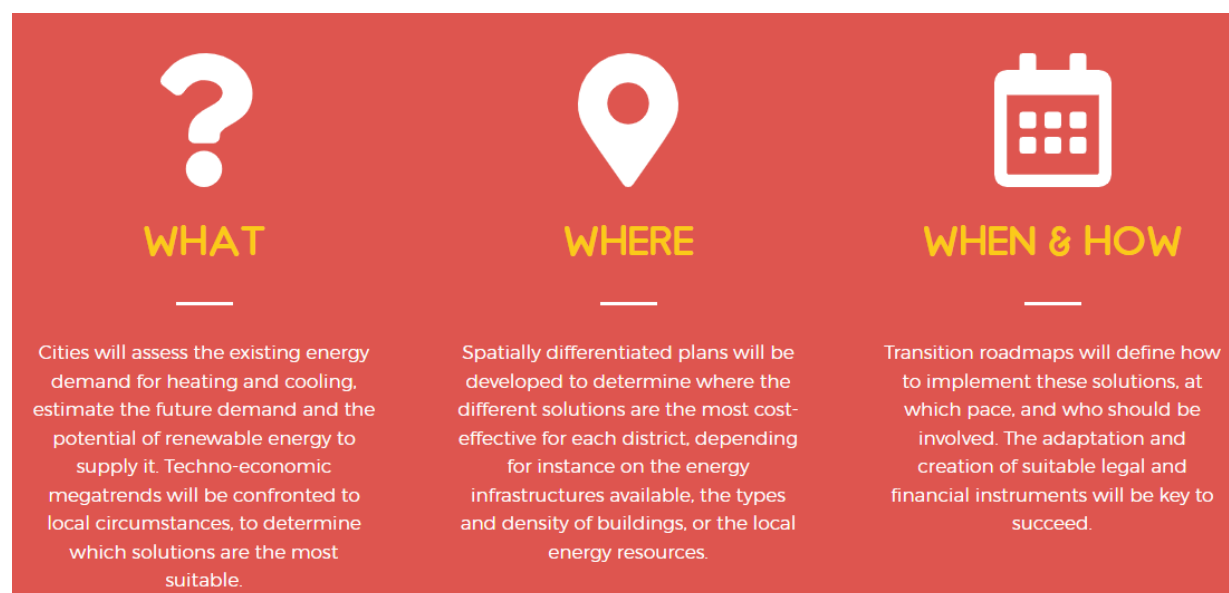 WHAT
Cities will assess the existing energy
demand for heating and cooling,
estimate the future demand and the
potential of renewable energy to
supply it. Techno-economic
megatrends will be confronted to
local circumstances, to determine
which solutions are the most
suitable.
WHERE
Spatially differentiated plans will be
developed to determine where the
different solutions are the most cost-
effective for each district, depending
for instance on the energy
infrastructures available, the types
and density of buildings, or the local
energy resources.
WHEN & HOW
Transition roadmaps will define how
to implement these solutions, at
which pace, and who should be
involved. The adaptation and
creation of suitable legal and
financial instruments will be key to
succeed.